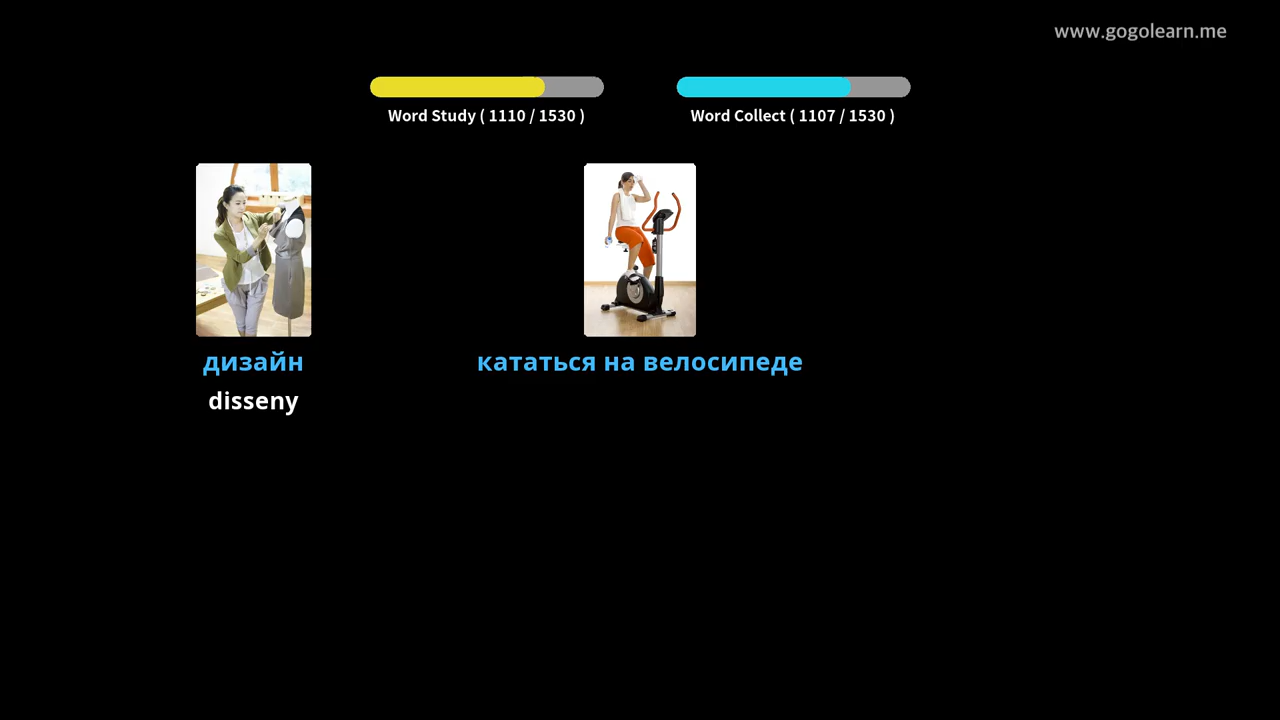 www.gogolearn.me
Word Study ( 1110 / 1530 )
Word Collect ( 1107 / 1530 )
дизайн
disseny
кататься на велосипеде